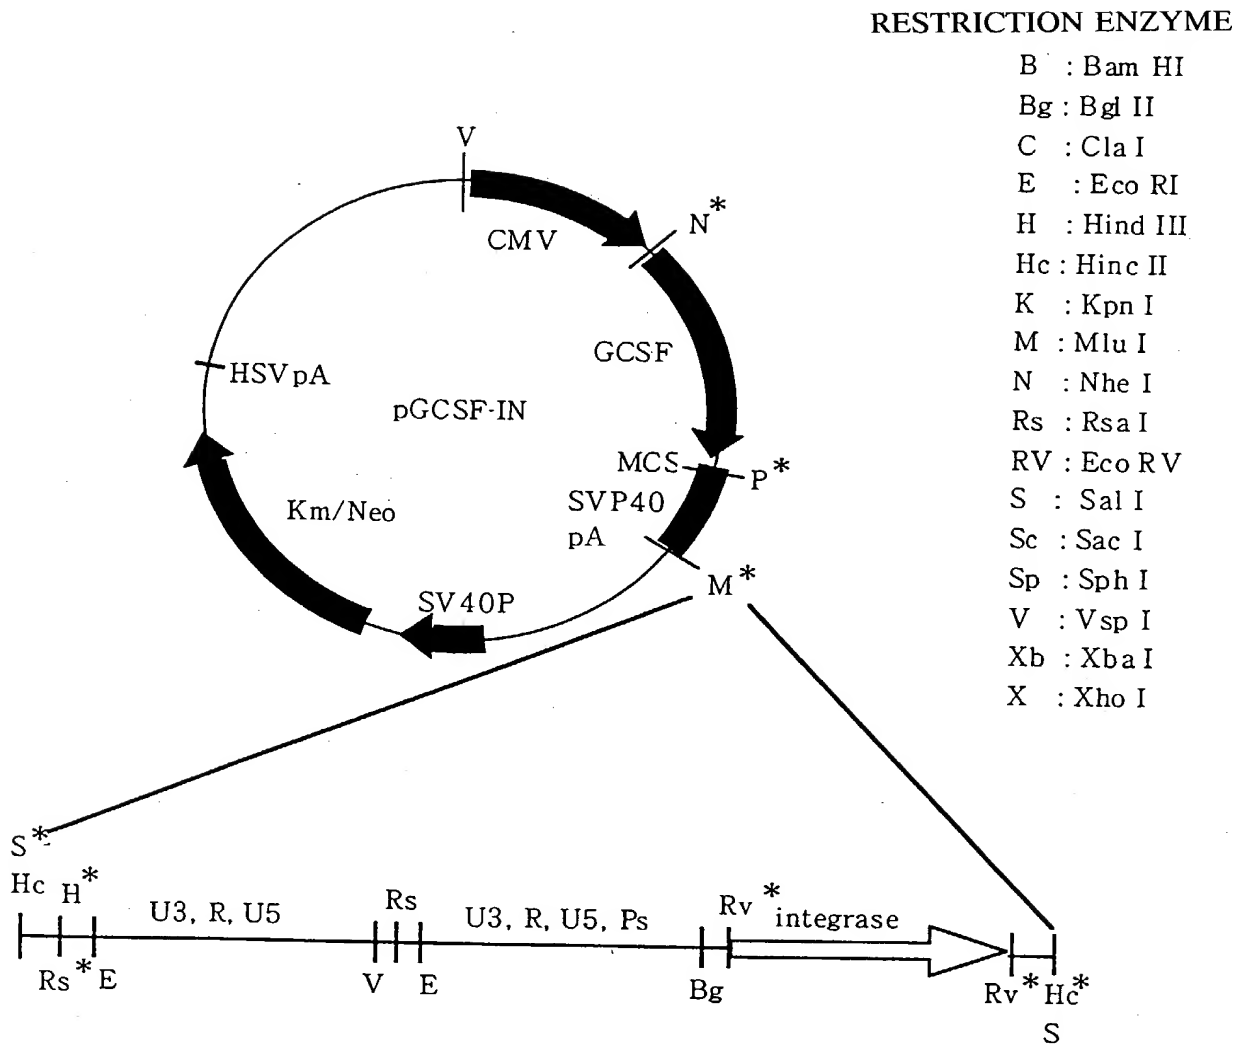 RESTRICTION ENZYME
B : Bam HI
Bg : Bgl II
C : Cla I
E : Eco RI
H : Hind III
Hc : Hinc II
K : Kpn I
M : Mlu I
N : Nhe I
Rs : Rsa I
RV : Eco RV
S : Sal I
Sc : Sac I
Sp : Sph I
V : Vsp I
Xb : Xba I
X : Xho I
V
N*
CMV
GCSF
HSVpA
pGCSF-IN
MCS
P*
SVP40
pA
Km/Neo
M*
SV40P
S*
Hc H*
U3, R, U5
Rs
U3, R, U5, Ps
Rv*
integrase
Rs* E
V
E
Bg
Rv* Hc*
S